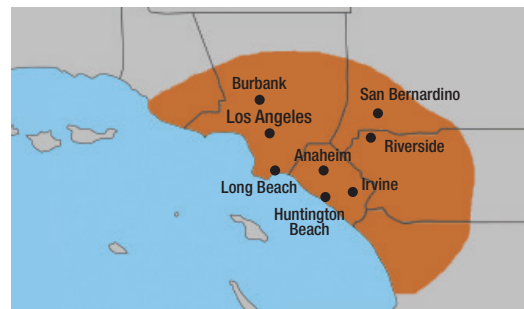 Burbank
San Bernardino
Los Angeles
Riverside
Anaheim
Long Beach
Irvine
Huntington
Beach